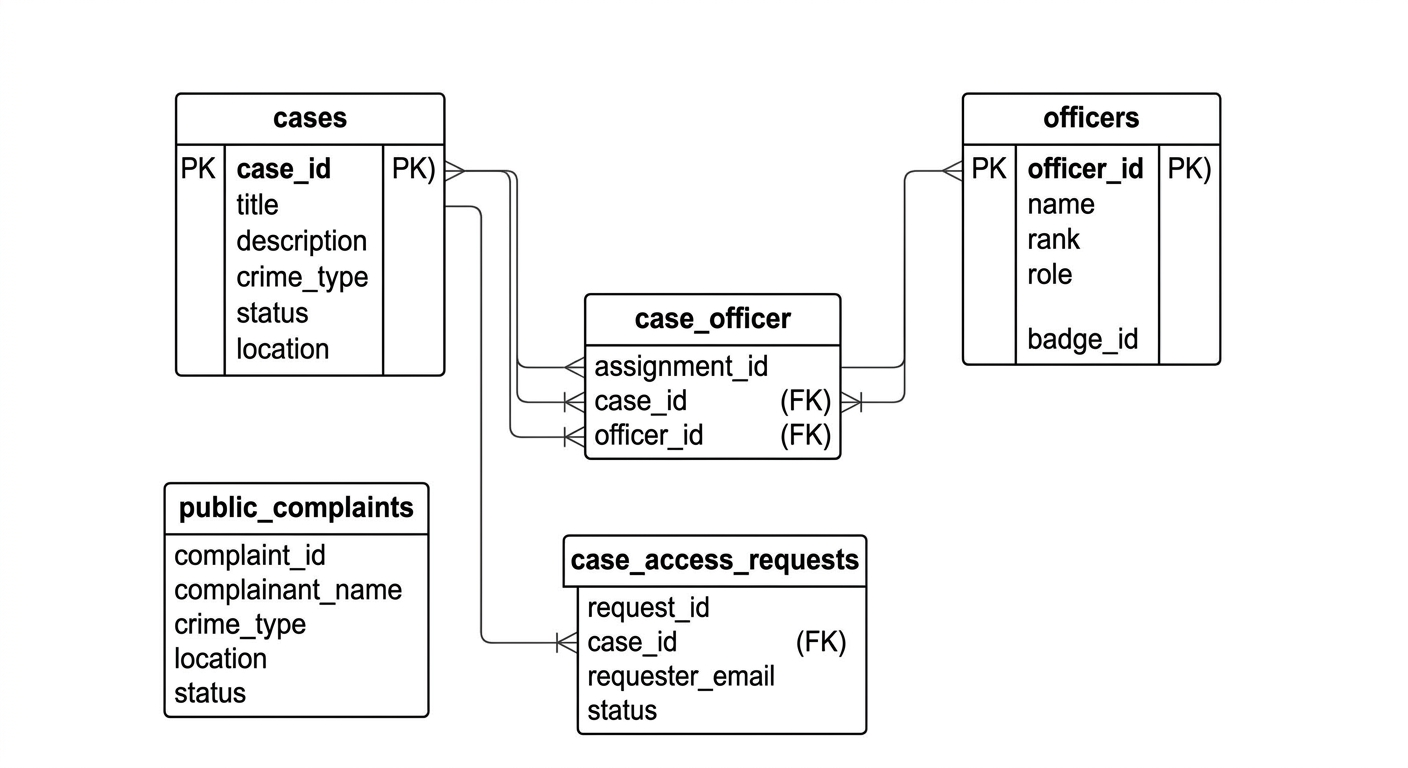 cases
PK case_id PK)
title
description
crime_type
status
location
officers
PK officer_id PK)
name
rank
role
badge_id
case_officer
assignment_id
case_id (FK)
officer_id (FK)
public_complaints
complaint_id
complainant_name
crime_type
location
status
case_access_requests
request_id
case_id (FK)
requester_email
status